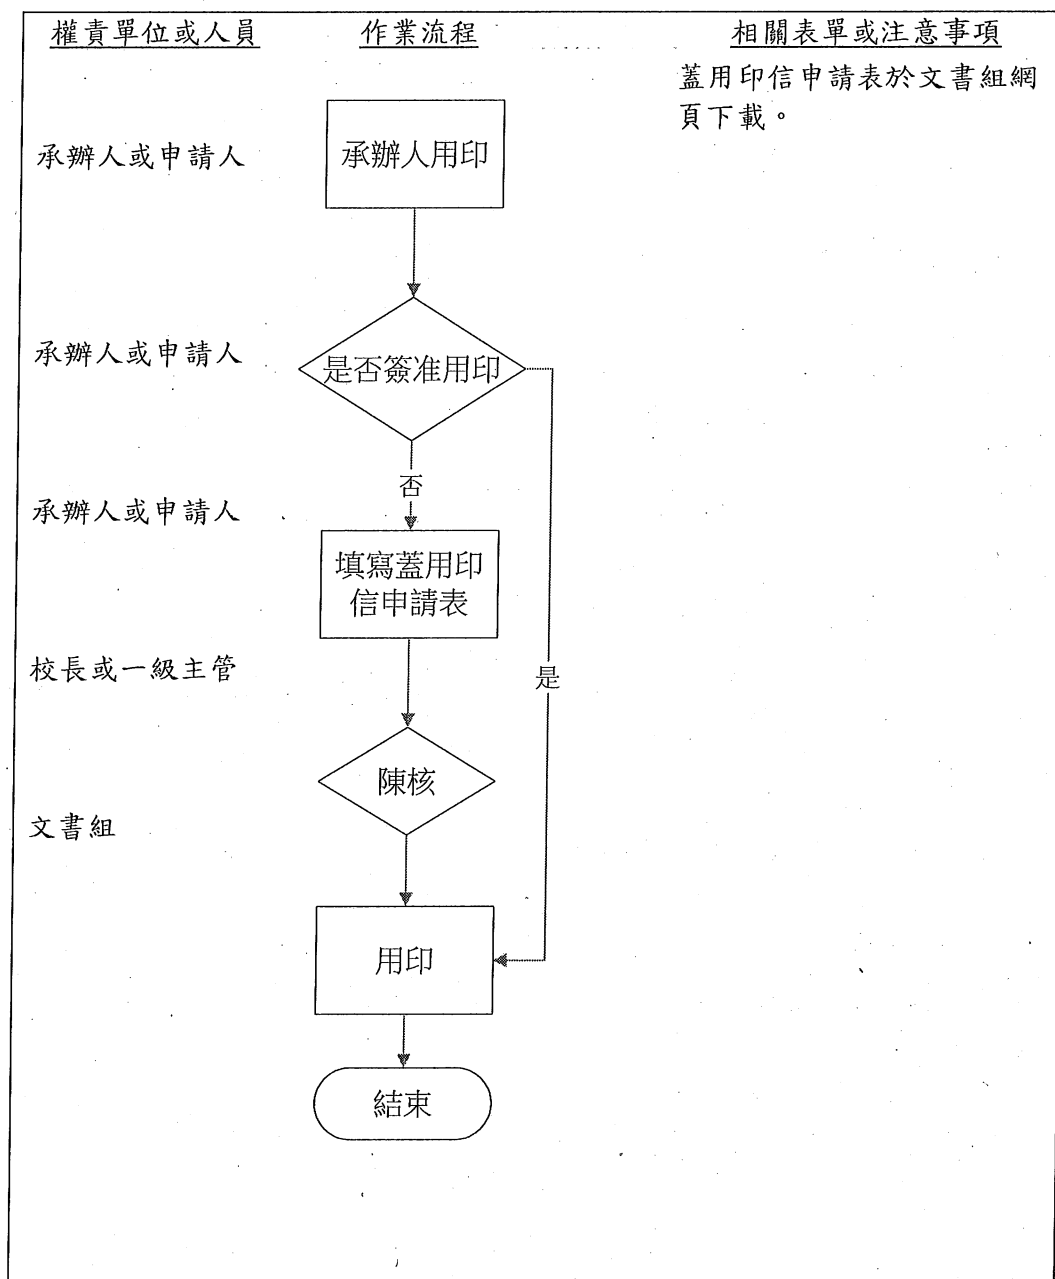 權責單位或人員
作業流程
相關表單或注意事項
蓋用印信申請表於文書組網
頁下載。
承辦人或申請人
承辦人用印
承辦人或申請人
是否簽准用印
否
承辦人或申請人
填寫蓋用印
信申請表
校長或一級主管
是
陳核
文書組
用印
結束